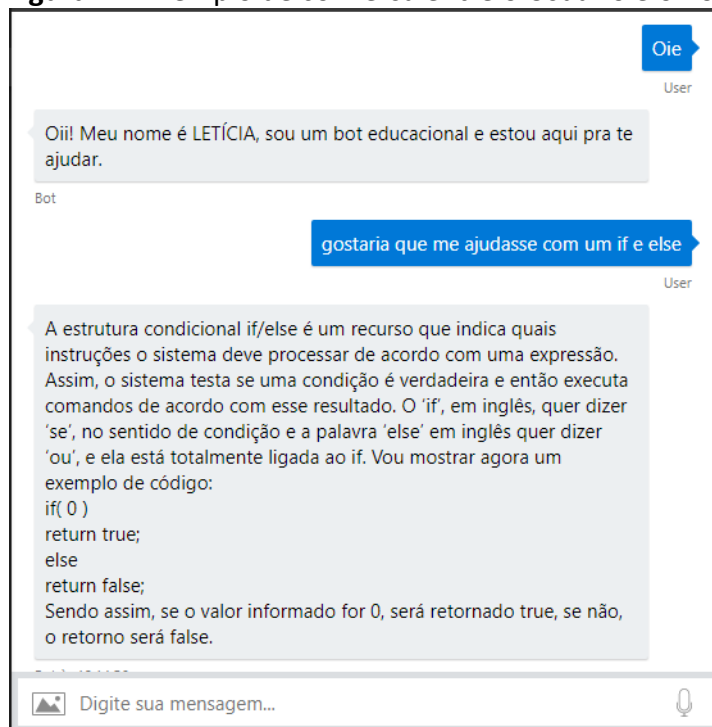 Oie
User
Oii! Meu nome é LETÍCIA, sou um bot educacional e estou aqui pra te
ajudar.
Bot
gostaria que me ajudasse com um if e else
User
A estrutura condicional if/else é um recurso que indica quais
instruções o sistema deve processar de acordo com uma expressão.
Assim, o sistema testa se uma condição é verdadeira e então executa
comandos de acordo com esse resultado. O ‘if’, em inglês, quer dizer
‘se’, no sentido de condição e a palavra ‘else’ em inglês quer dizer
‘ou’, e ela está totalmente ligada ao if. Vou mostrar agora um
exemplo de código:
if( 0 )
return true;
else
return false;
Sendo assim, se o valor informado for 0, será retornado true, se não,
o retorno será false.
Digite sua mensagem...